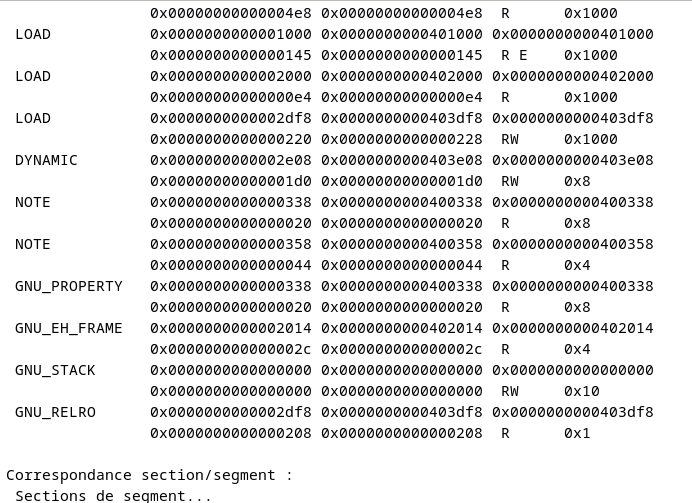 0x00000000000004e8 0x00000000000004e8  R      0x1000
LOAD           0x0000000000001000 0x0000000000401000 0x0000000000401000
0x0000000000000145 0x0000000000000145  R E    0x1000
LOAD           0x0000000000002000 0x0000000000402000 0x0000000000402000
0x00000000000000e4 0x00000000000000e4  R      0x1000
LOAD           0x0000000000002df8 0x0000000000403df8 0x0000000000403df8
0x0000000000000220 0x0000000000000228  RW     0x1000
DYNAMIC        0x0000000000002e08 0x0000000000403e08 0x0000000000403e08
0x00000000000001d0 0x00000000000001d0  RW     0x8
NOTE           0x0000000000000338 0x0000000000400338 0x0000000000400338
0x0000000000000020 0x0000000000000020  R      0x8
NOTE           0x0000000000000358 0x0000000000400358 0x0000000000400358
0x0000000000000044 0x0000000000000044  R      0x4
GNU_PROPERTY   0x0000000000000338 0x0000000000400338 0x0000000000400338
0x0000000000000020 0x0000000000000020  R      0x8
GNU_EH_FRAME   0x0000000000002014 0x0000000000402014 0x0000000000402014
0x000000000000002c 0x000000000000002c  R      0x4
GNU_STACK      0x0000000000000000 0x0000000000000000 0x0000000000000000
0x0000000000000000 0x0000000000000000  RW     0x10
GNU_RELRO      0x0000000000002df8 0x0000000000403df8 0x0000000000403df8
0x0000000000000208 0x0000000000000208  R      0x1
Correspondance section/segment :
Sections de segment...